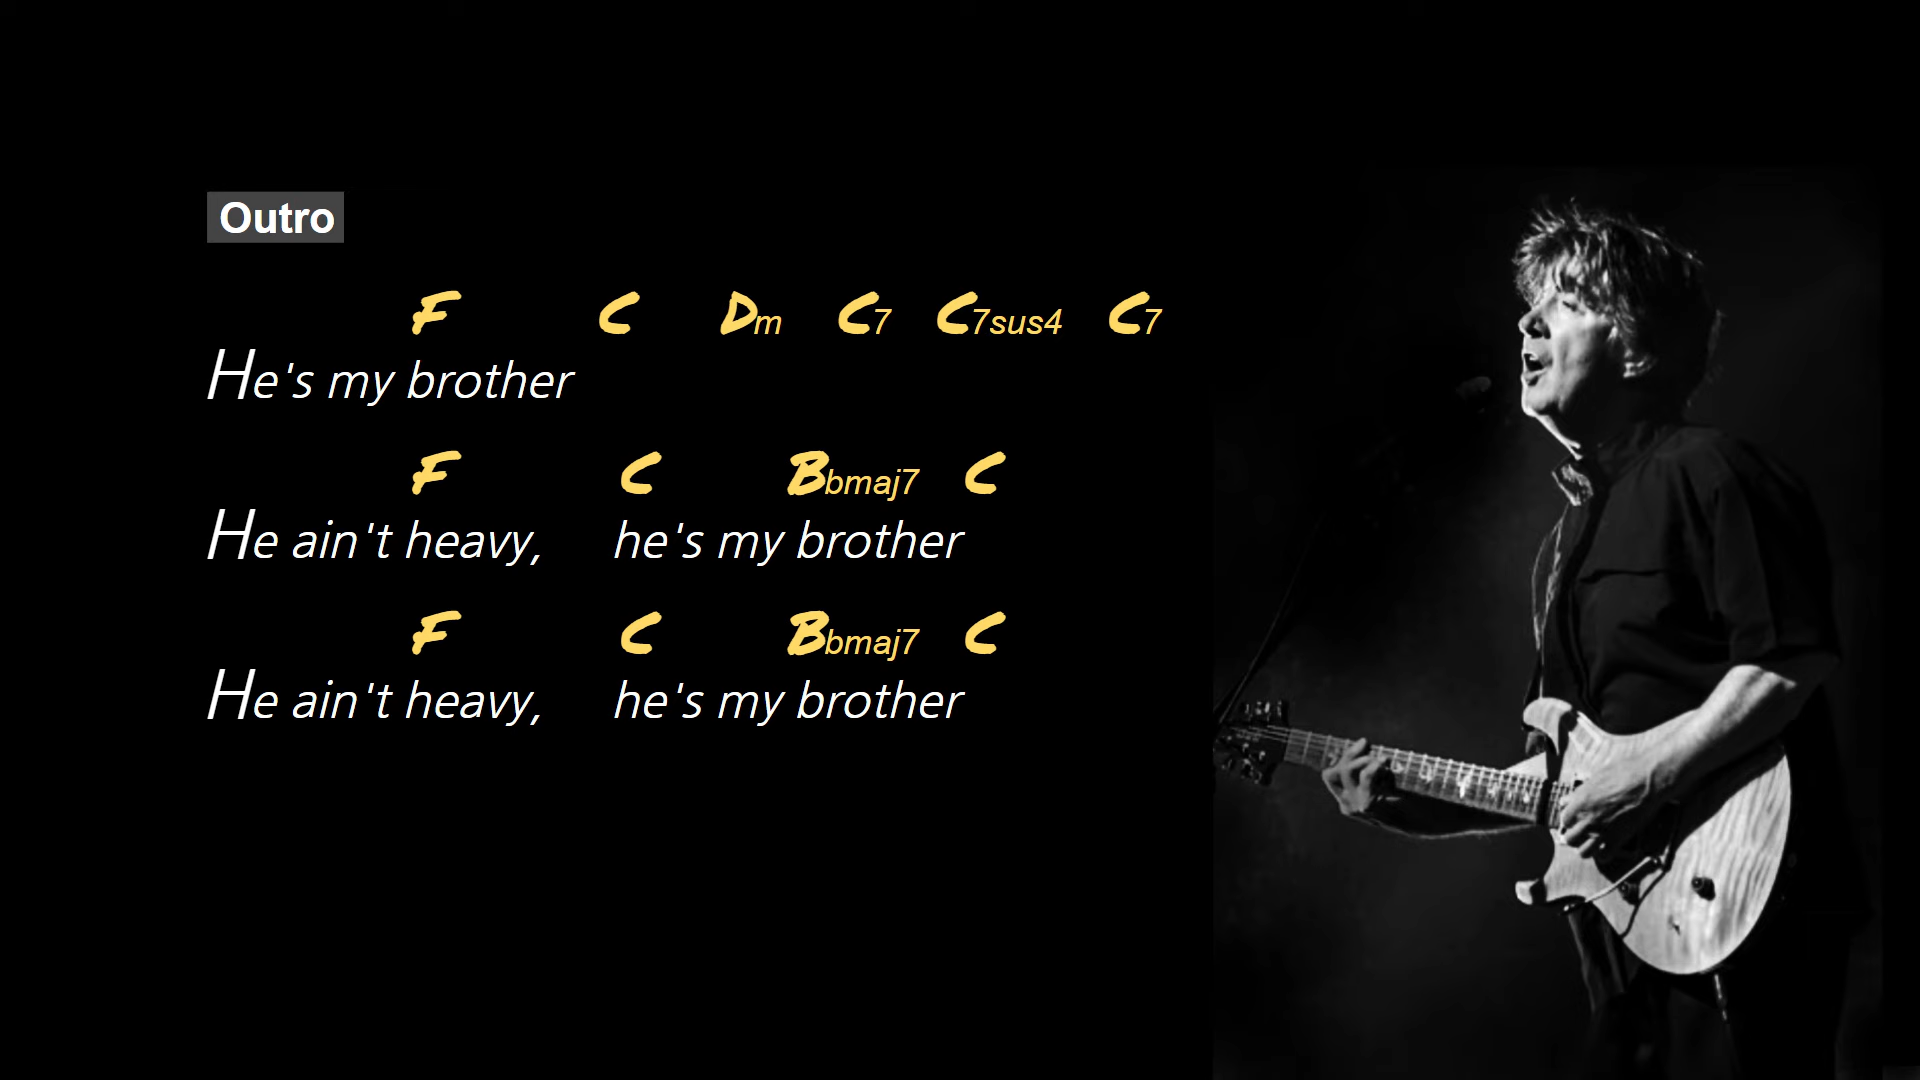 Outro
F C Dm C7 C7sus4 C7
He's my brother
F C Bbmaj7 C
He ain't heavy, he's my brother
F C Bbmaj7 C
He ain't heavy, he's my brother